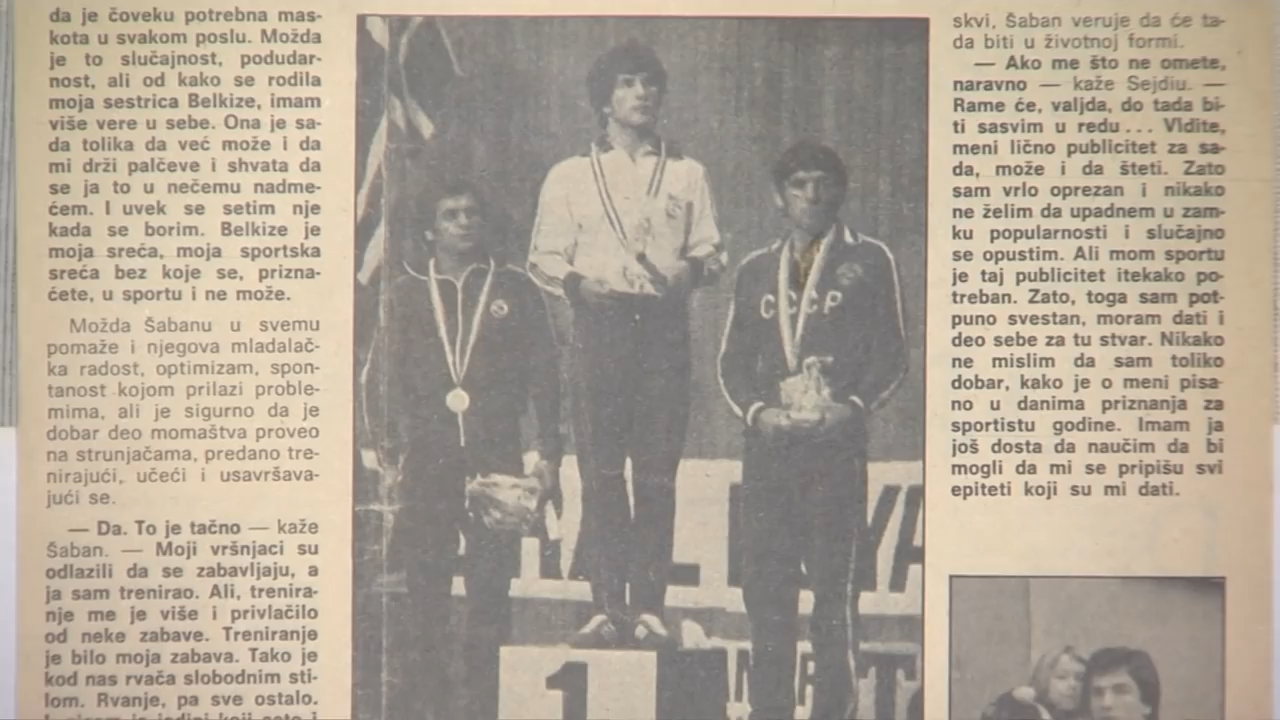 da je čoveku potrebna mas-
kota u svakom poslu. Možda
je to slučajnost, podudar-
nost, ali od kako se rodila
moja sestrica Belkize, imam
više vere u sebe. Ona je sa-
da tolika da već može i da
mi drži palčeve i shvata da
se ja to u nečemu nadme-
ćem. I uvek se setim nje
kada se borim. Belkize je
moja sreća, moja sportska
sreća bez koje se, prizna-
ćete, u sportu i ne može.
Možda Šabanu u svemu
pomaže i njegova mladalač-
ka radost, optimizam, spon-
tanost kojom prilazi proble-
mima, ali je sigurno da je
dobar deo momaštva proveo
na strunjačama, predano tre-
nirajući, učeći i usavršava-
jući se.
— Da. To je tačno — kaže
Šaban. — Moji vršnjaci su
odlazili da se zabavljaju, a
ja sam trenirao. Ali, trenira-
nje me je više i privlačilo
od neke zabave. Treniranje
je bilo moja zabava. Tako je
kod nas rvača slobodnim sti-
lom. Rvanje, pa sve ostalo.
CCCP
1
skvi, Šaban veruje da će ta-
da biti u životnoj formi.
— Ako me što ne omete,
naravno — kaže Sejdiu. —
Rame će, valjda, do tada bi-
ti sasvim u redu... Vidite,
meni lično publicitet za sa-
da, može i da šteti. Zato
sam vrlo oprezan i nikako
ne želim da upadnem u zam-
ku popularnosti i slučajno
se opustim. Ali mom sportu
je taj publicitet itekako po-
treban. Zato, toga sam pot-
puno svestan, moram dati i
deo sebe za tu stvar. Nikako
ne mislim da sam toliko
dobar, kako je o meni pisa-
no u danima priznanja za
sportistu godine. Imam ja
još dosta da naučim da bi
mogli da mi se pripišu svi
epiteti koji su mi dati.